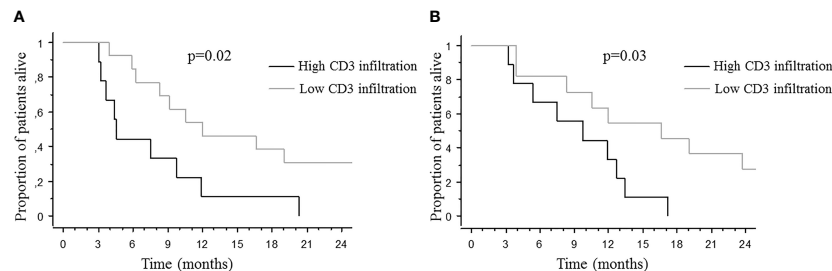 A
Proportion of patients alive
1
,8
,6
,4
,2
0
p=0.02
High CD3 infiltration
Low CD3 infiltration
0 3 6 9 12 15 18 21 24
Time (months)
B
Proportion of patients alive
1
8
6
4
2
0
p=0.03
High CD3 infiltration
Low CD3 infiltration
0 3 6 9 12 15 18 21 24
Time (months)